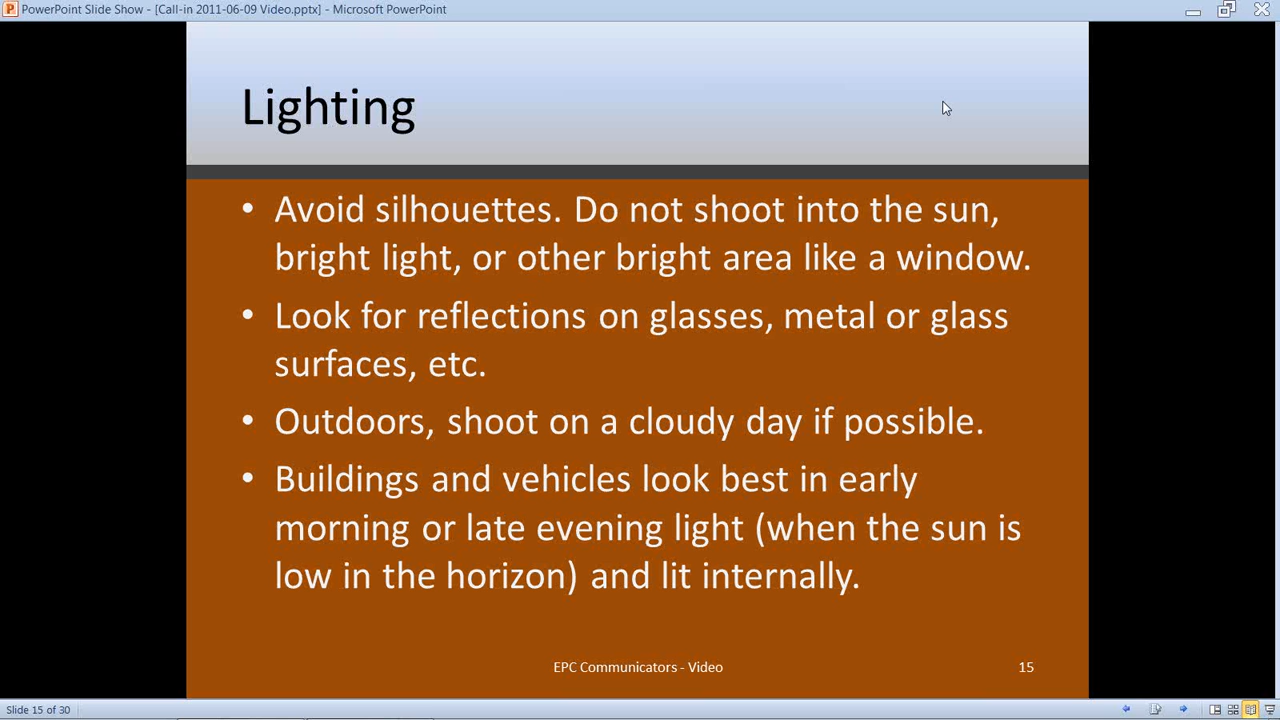 PowerPoint Slide Show - [Call-in 2011-06-09 Video.pptx] - Microsoft PowerPoint
Lighting
• Avoid silhouettes. Do not shoot into the sun,
bright light, or other bright area like a window.
• Look for reflections on glasses, metal or glass
surfaces, etc.
• Outdoors, shoot on a cloudy day if possible.
• Buildings and vehicles look best in early
morning or late evening light (when the sun is
low in the horizon) and lit internally.
EPC Communicators - Video 15
Slide 15 of 30